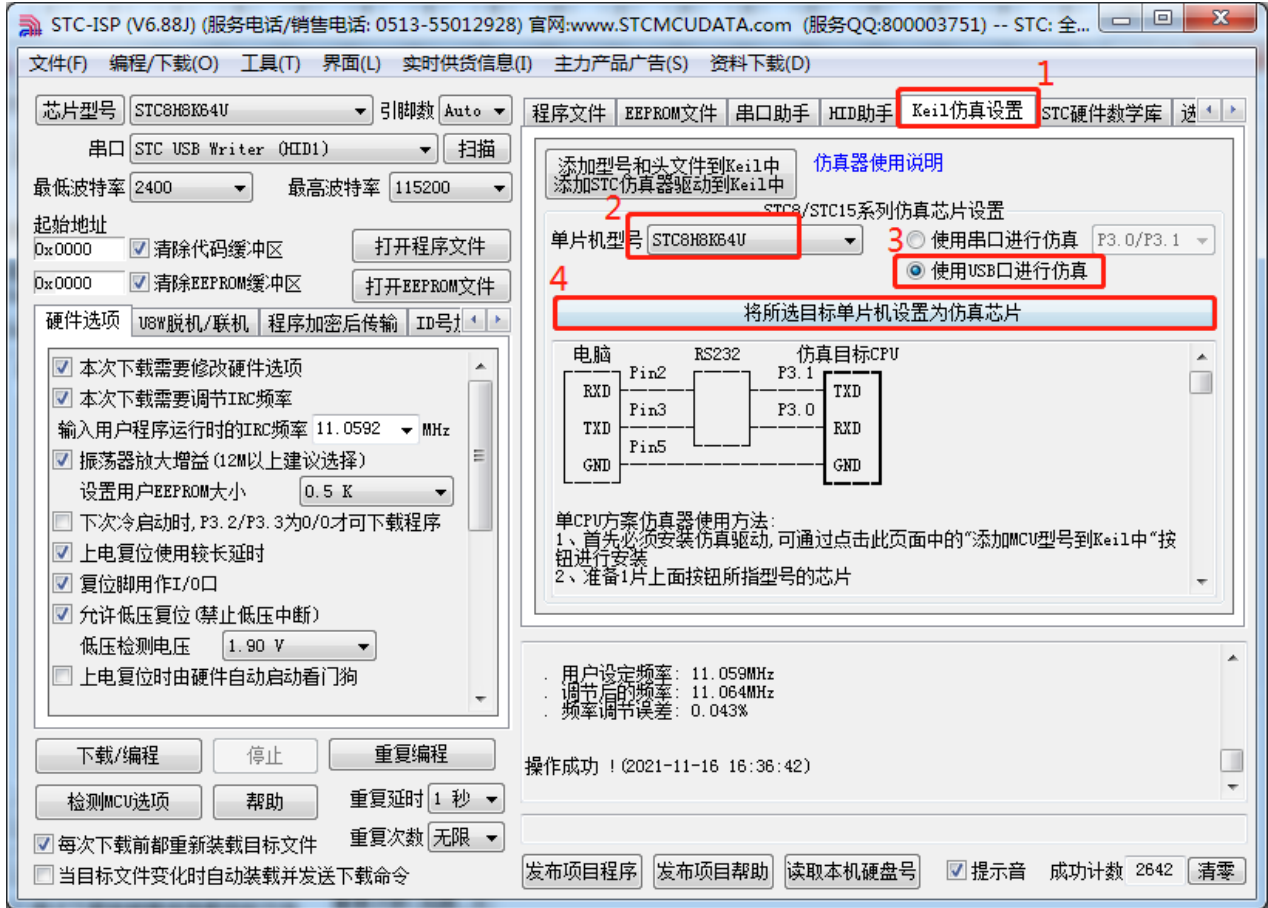 STC-ISP (V6.88J) (服务电话/销售电话: 0513-55012928) 官网:www.STCMCUDATA.com (服务QQ:800003751) -- STC: 全...
文件(F) 编程/下载(O) 工具(T) 界面(L) 实时供货信息(I) 主力产品广告(S) 资料下载(D)
1
芯片型号 STC8H8K64U 引脚数 Auto
串口 STC USB Writer (HID1) 扫描
最低波特率 2400 最高波特率 115200
起始地址
0x0000 清除代码缓冲区 打开程序文件
0x0000 清除EEPROM缓冲区 打开EEPROM文件
硬件选项 U8W脱机/联机 程序加密后传输 ID号
本次下载需要修改硬件选项
本次下载需要调节IRC频率
输入用户程序运行时的IRC频率 11.0592 MHz
振荡器放大增益(12M以上建议选择)
设置用户EEPROM大小 0.5 K
下次冷启动时,P3.2/P3.3为0/0才可下载程序
上电复位使用较长延时
复位脚用作I/O口
允许低压复位(禁止低压中断)
低压检测电压 1.90 V
上电复位时由硬件自动启动看门狗
下载/编程 停止 重复编程
检测MCU选项 帮助 重复延时 1 秒
每次下载前都重新装载目标文件 重复次数 无限
当目标文件变化时自动装载并发送下载命令
程序文件 EEPROM文件 串口助手 HID助手 Keil仿真设置 STC硬件数学库 选
添加型号和头文件到Keil中
添加STC仿真器驱动到Keil中
仿真器使用说明
STC8/STC15系列仿真芯片设置
2
单片机型号 STC8H8K64U 3 使用串口进行仿真 P3.0/P3.1
使用USB口进行仿真
4
将所选目标单片机设置为仿真芯片
电脑 RS232 仿真目标CPU
Pin2 P3.1
RXD TXD
Pin3 P3.0
TXD RXD
Pin5
GND GND
单CPU方案仿真器使用方法:
1、首先必须安装仿真驱动,可通过点击此页面中的"添加MCU型号到Keil中"按
钮进行安装
2、准备1片上面按钮所指型号的芯片
. 用户设定频率: 11.059MHz
. 调节后的频率: 11.064MHz
. 频率调节误差: 0.043%
操作成功 !(2021-11-16 16:36:42)
发布项目程序 发布项目帮助 读取本机硬盘号 提示音 成功计数 2642 清零